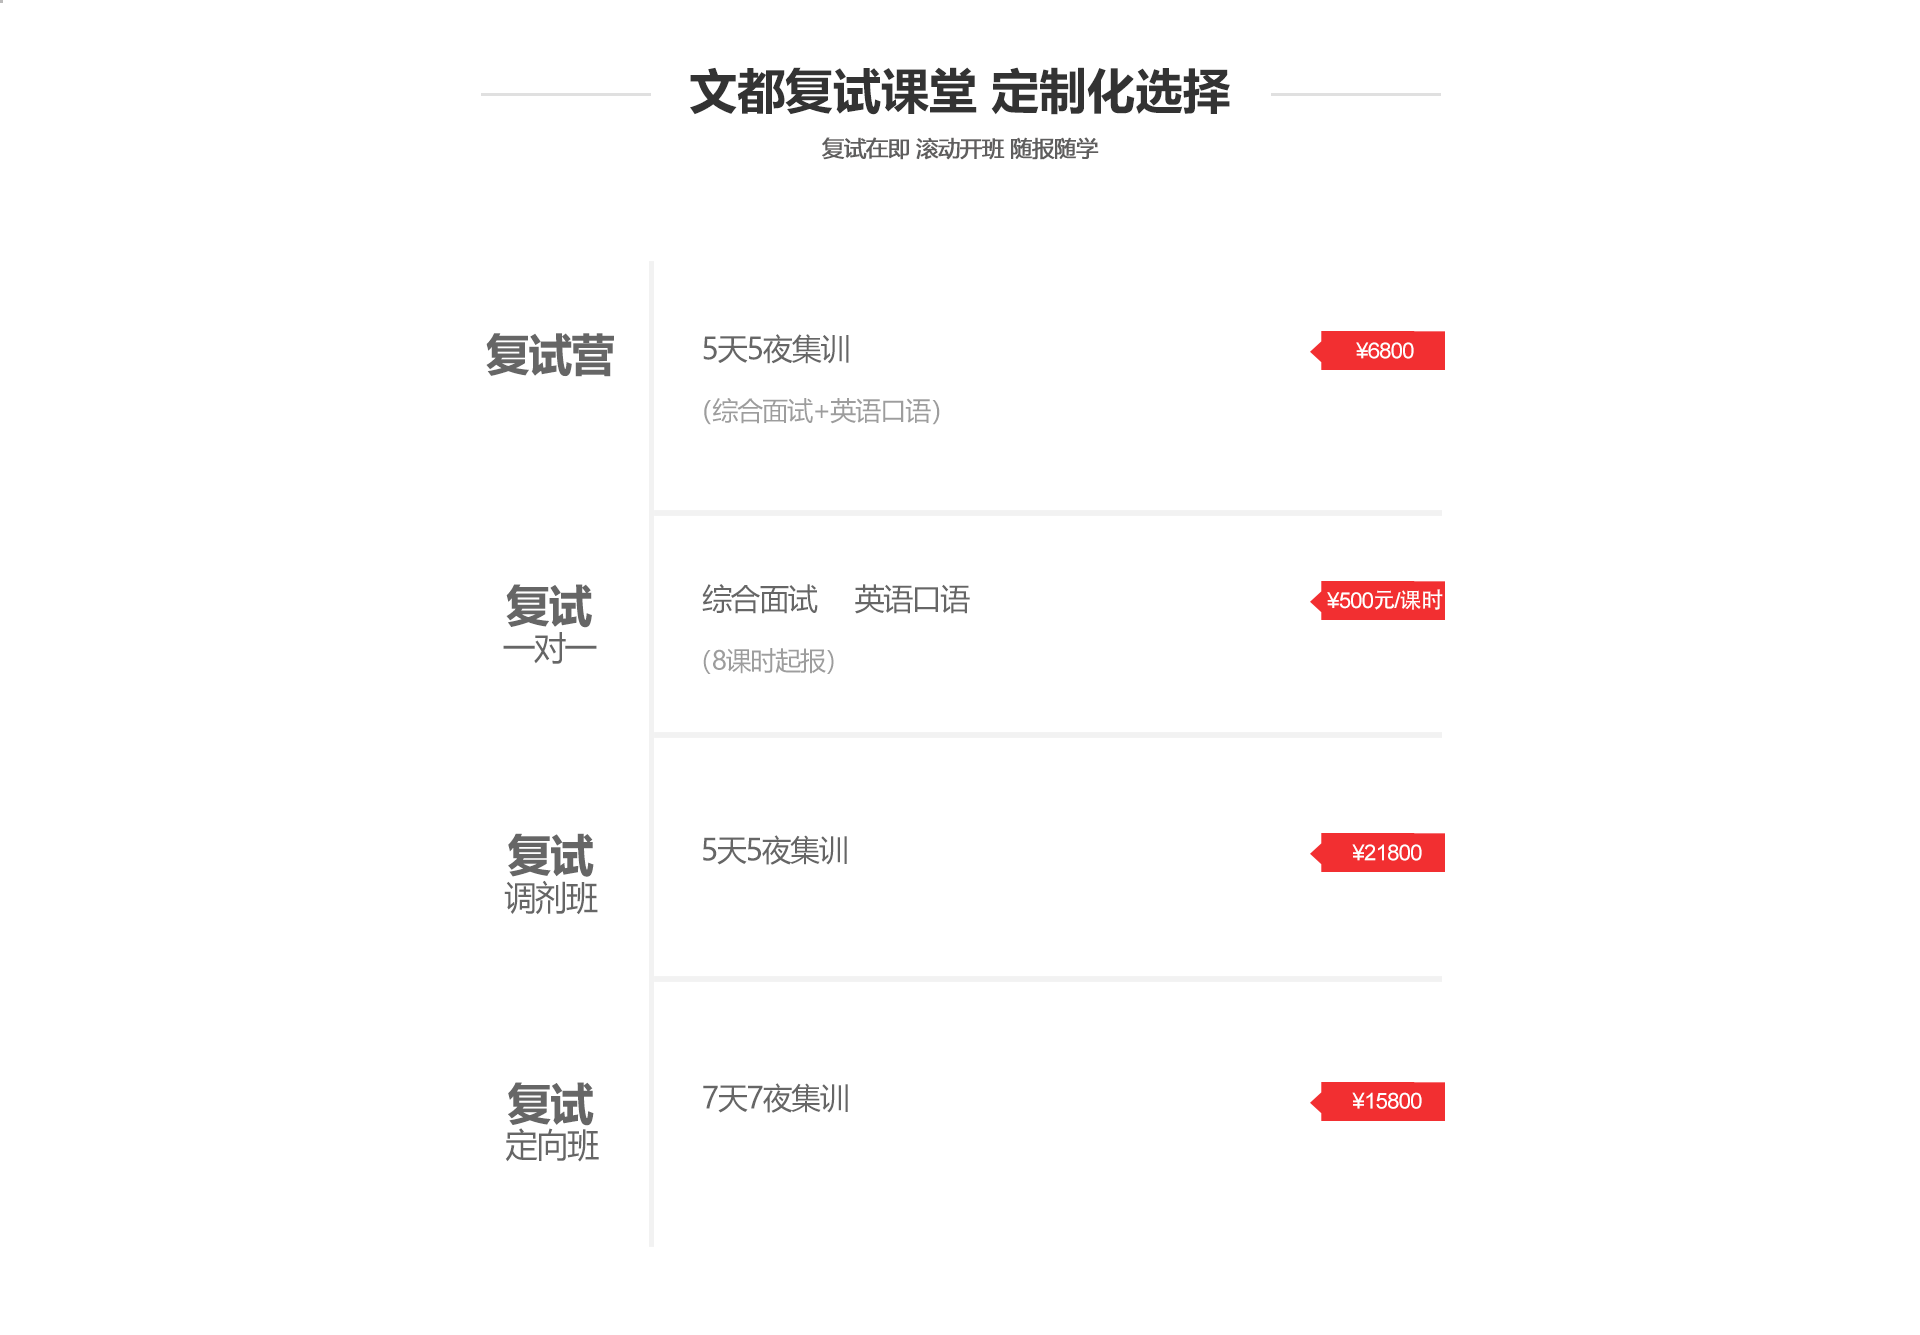 文都复试课堂 定制化选择
复试在即 滚动开班 随报随学
复试营
5天5夜集训
¥6800
(综合面试+英语口语)
复试
一对一
综合面试 英语口语
¥500元/课时
(8课时起报)
复试
调剂班
5天5夜集训
¥21800
复试
定向班
7天7夜集训
¥15800